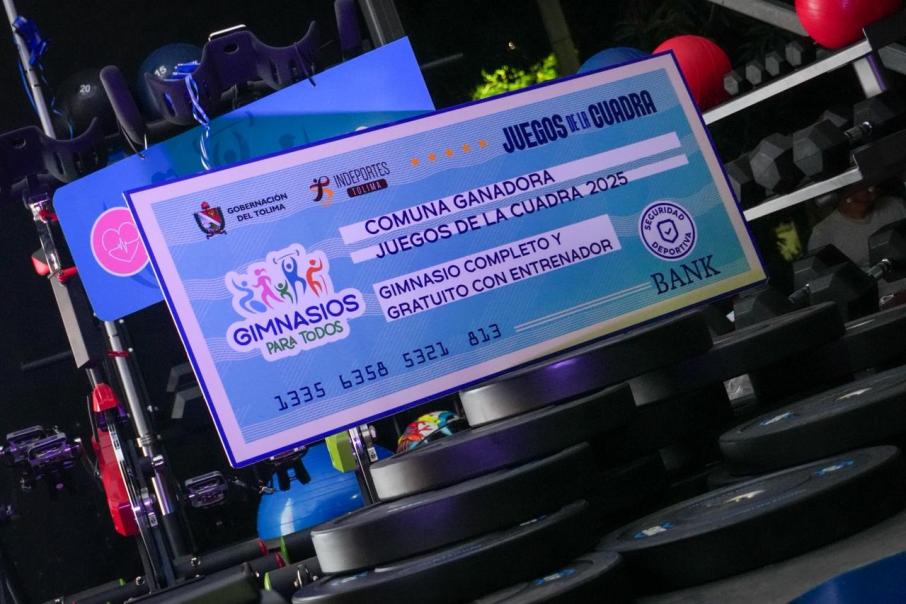 GOBERNACIÓN
DEL TOLIMA
INDEPORTES
TOLIMA
JUEGOS DE LA CUADRA
COMUNA GANADORA
JUEGOS DE LA CUADRA 2025
GIMNASIOS
PARA TODOS
GIMNASIO COMPLETO Y
GRATUITO CON ENTRENADOR
SEGURIDAD
DEPORTIVA
BANK
1335 6358 5321 813
20